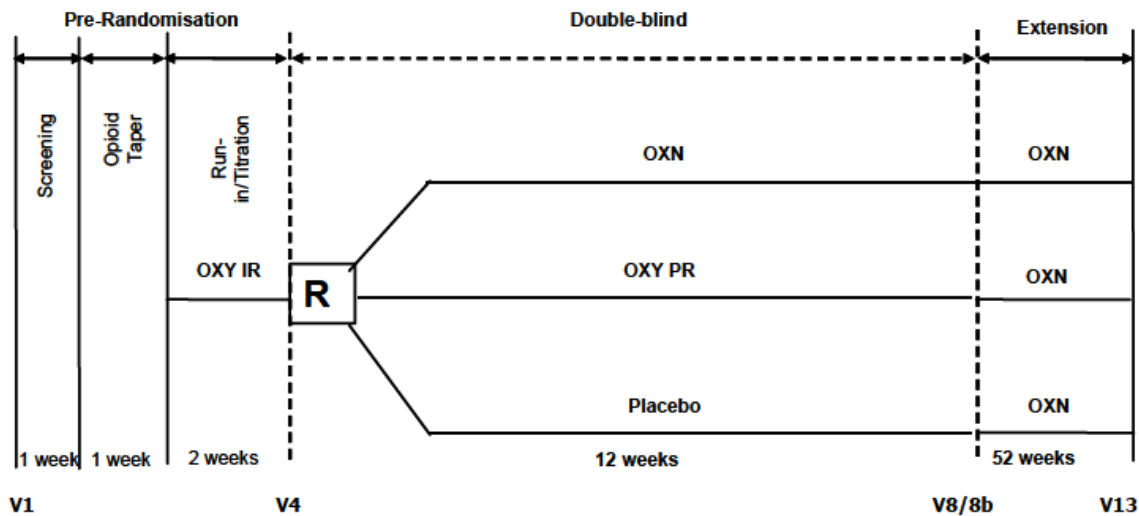 Pre-Randomisation
Double-blind
Extension
Screening
Opioid
Taper
Run-
in/Titration
OXN
OXN
OXY IR
R
OXY PR
OXN
Placebo
OXN
1 week
1 week
2 weeks
12 weeks
52 weeks
V1
V4
V8/8b
V13